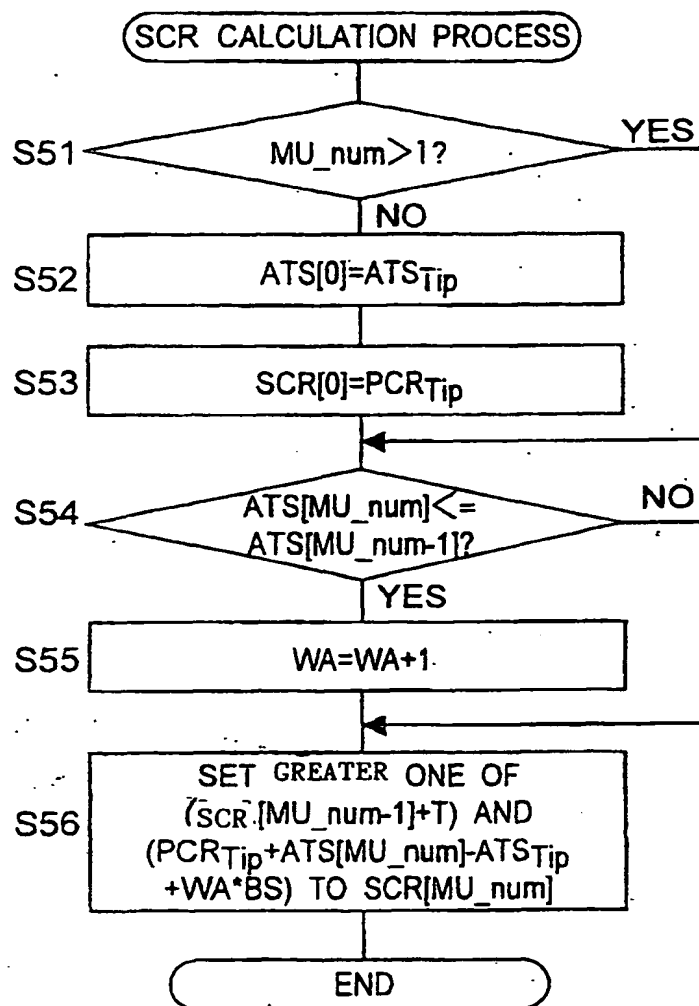 SCR CALCULATION PROCESS
S51
MU_num>1?
YES
NO
S52
ATS[0]=ATSTip
S53
SCR[0]=PCRTip
S54
ATS[MU_num]<=
ATS[MU_num-1]?
NO
YES
S55
WA=WA+1
S56
SET GREATER ONE OF
(SCR [MU_num-1]+T) AND
(PCRTip+ATS[MU_num]-ATSTip
+WA*BS) TO SCR[MU_num]
END